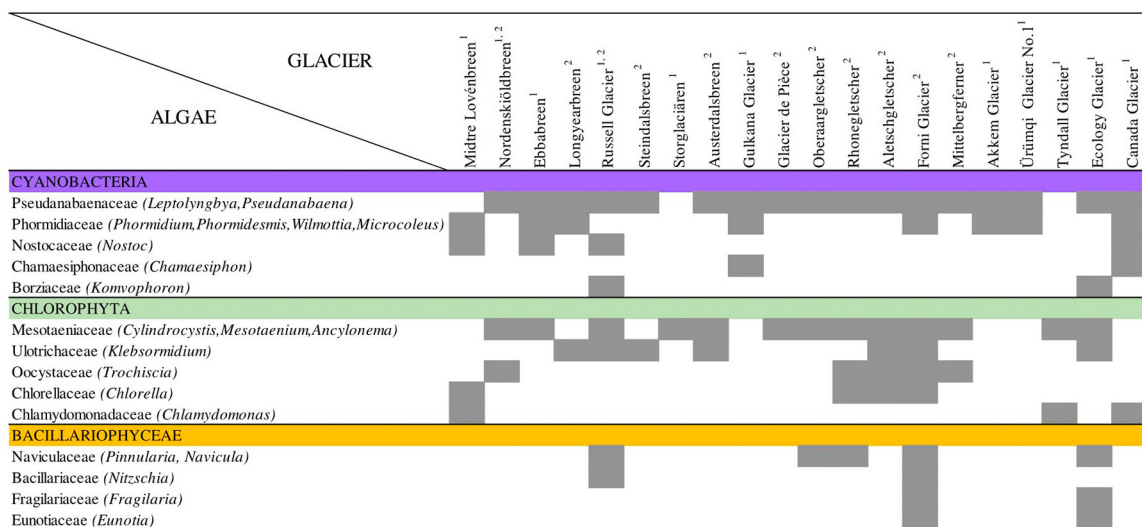 GLACIER
ALGAE
Midtre Lovénbreen 1
Nordenskiöldbreen 1, 2
Ebbabreen 1
Longyearbreen 2
Russell Glacier 1, 2
Steindalsbreen 2
Storglaciären 1
Austerdalsbreen 2
Gulkana Glacier 1
Glacier de Pièce 2
Oberaargletscher 2
Rhonegletscher 2
Aletschgletscher 2
Forni Glacier 2
Mittelbergferner 2
Akkem Glacier 1
Ürümqi Glacier No.1 1
Tyndall Glacier 1
Ecology Glacier 1
Canada Glacier 1
CYANOBACTERIA
Pseudanabaenaceae (Leptolyngbya,Pseudanabaena)
Phormidiaceae (Phormidium,Phormidesmis,Wilmottia,Microcoleus)
Nostocaceae (Nostoc)
Chamaesiphonaceae (Chamaesiphon)
Borziaceae (Komvophoron)
CHLOROPHYTA
Mesotaeniaceae (Cylindrocystis,Mesotaenium,Ancylonema)
Ulotrichaceae (Klebsormidium)
Oocystaceae (Trochiscia)
Chlorellaceae (Chlorella)
Chlamydomonadaceae (Chlamydomonas)
BACILLARIOPHYCEAE
Naviculaceae (Pinnularia, Navicula)
Bacillariaceae (Nitzschia)
Fragilariaceae (Fragilaria)
Eunotiaceae (Eunotia)